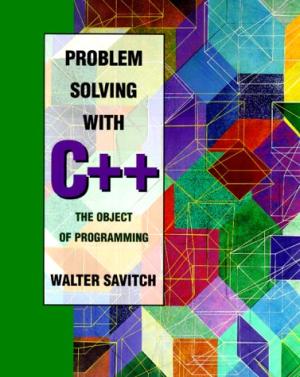 PROBLEM
SOLVING
WITH
C++
THE OBJECT
OF PROGRAMMING
WALTER SAVITCH